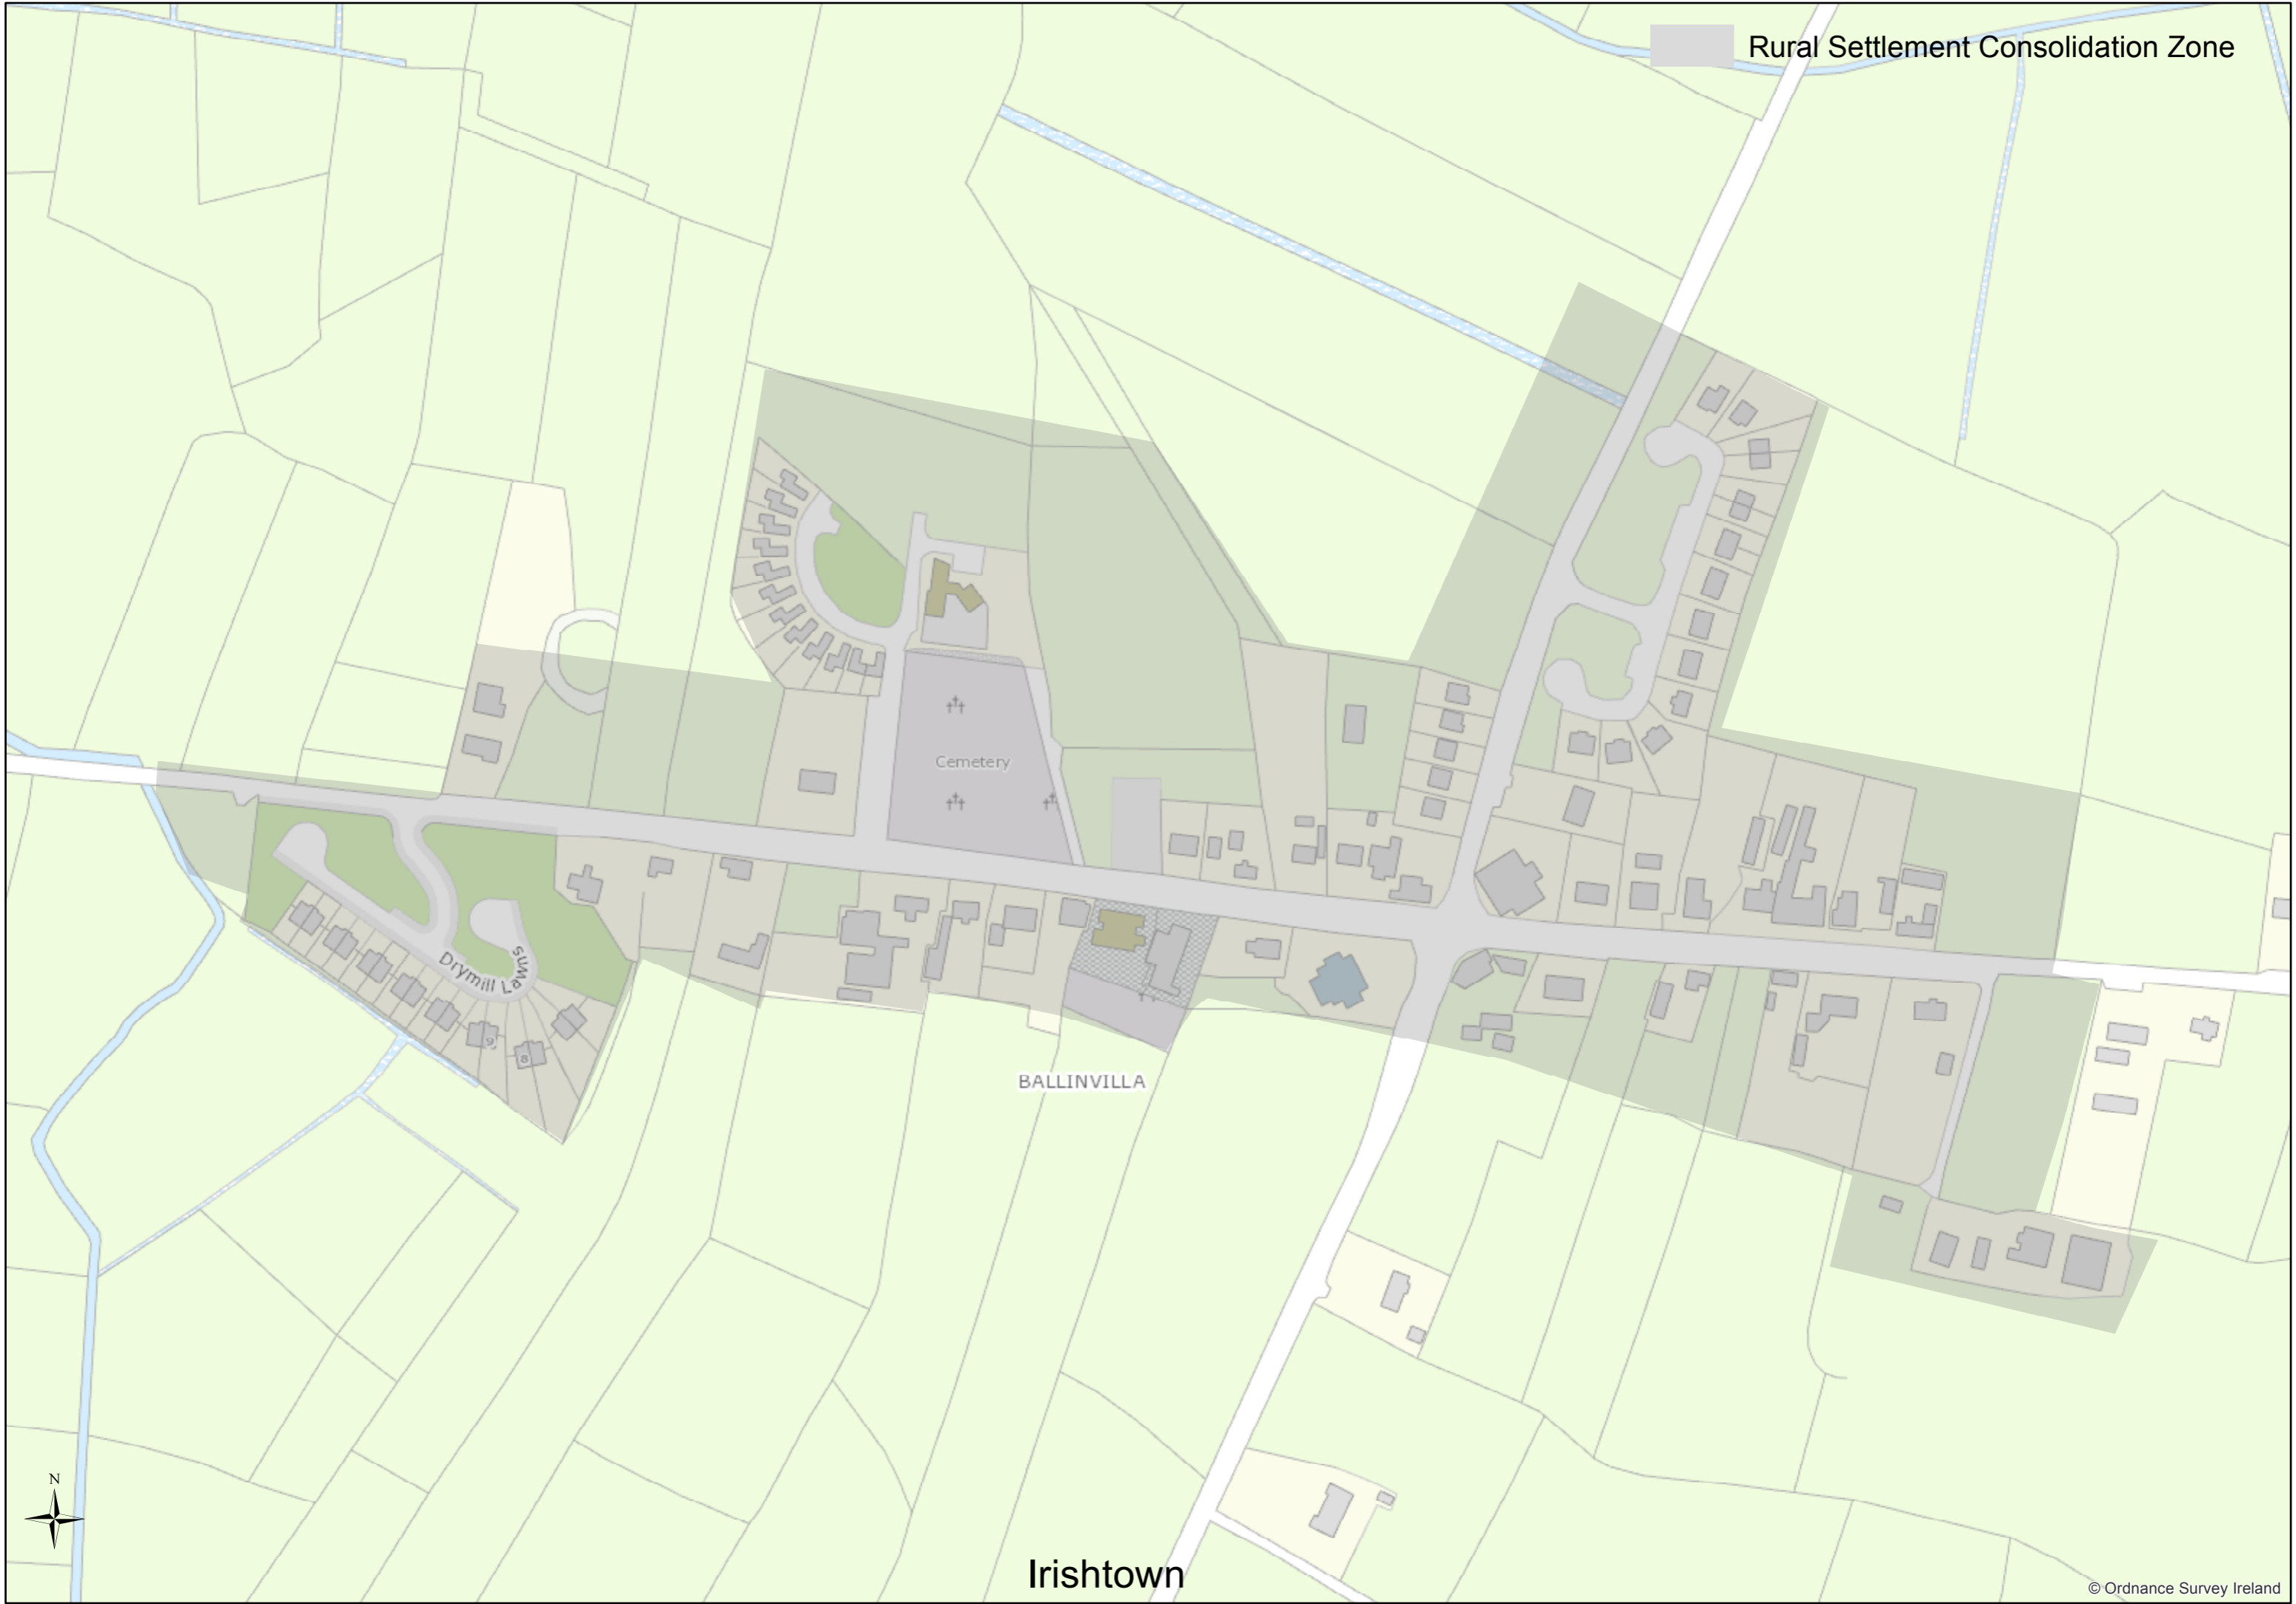 Rural Settlement Consolidation Zone
Cemetery
Drymill Lawns
9
8
BALLINVILLA
N
Irishtown
© Ordnance Survey Ireland